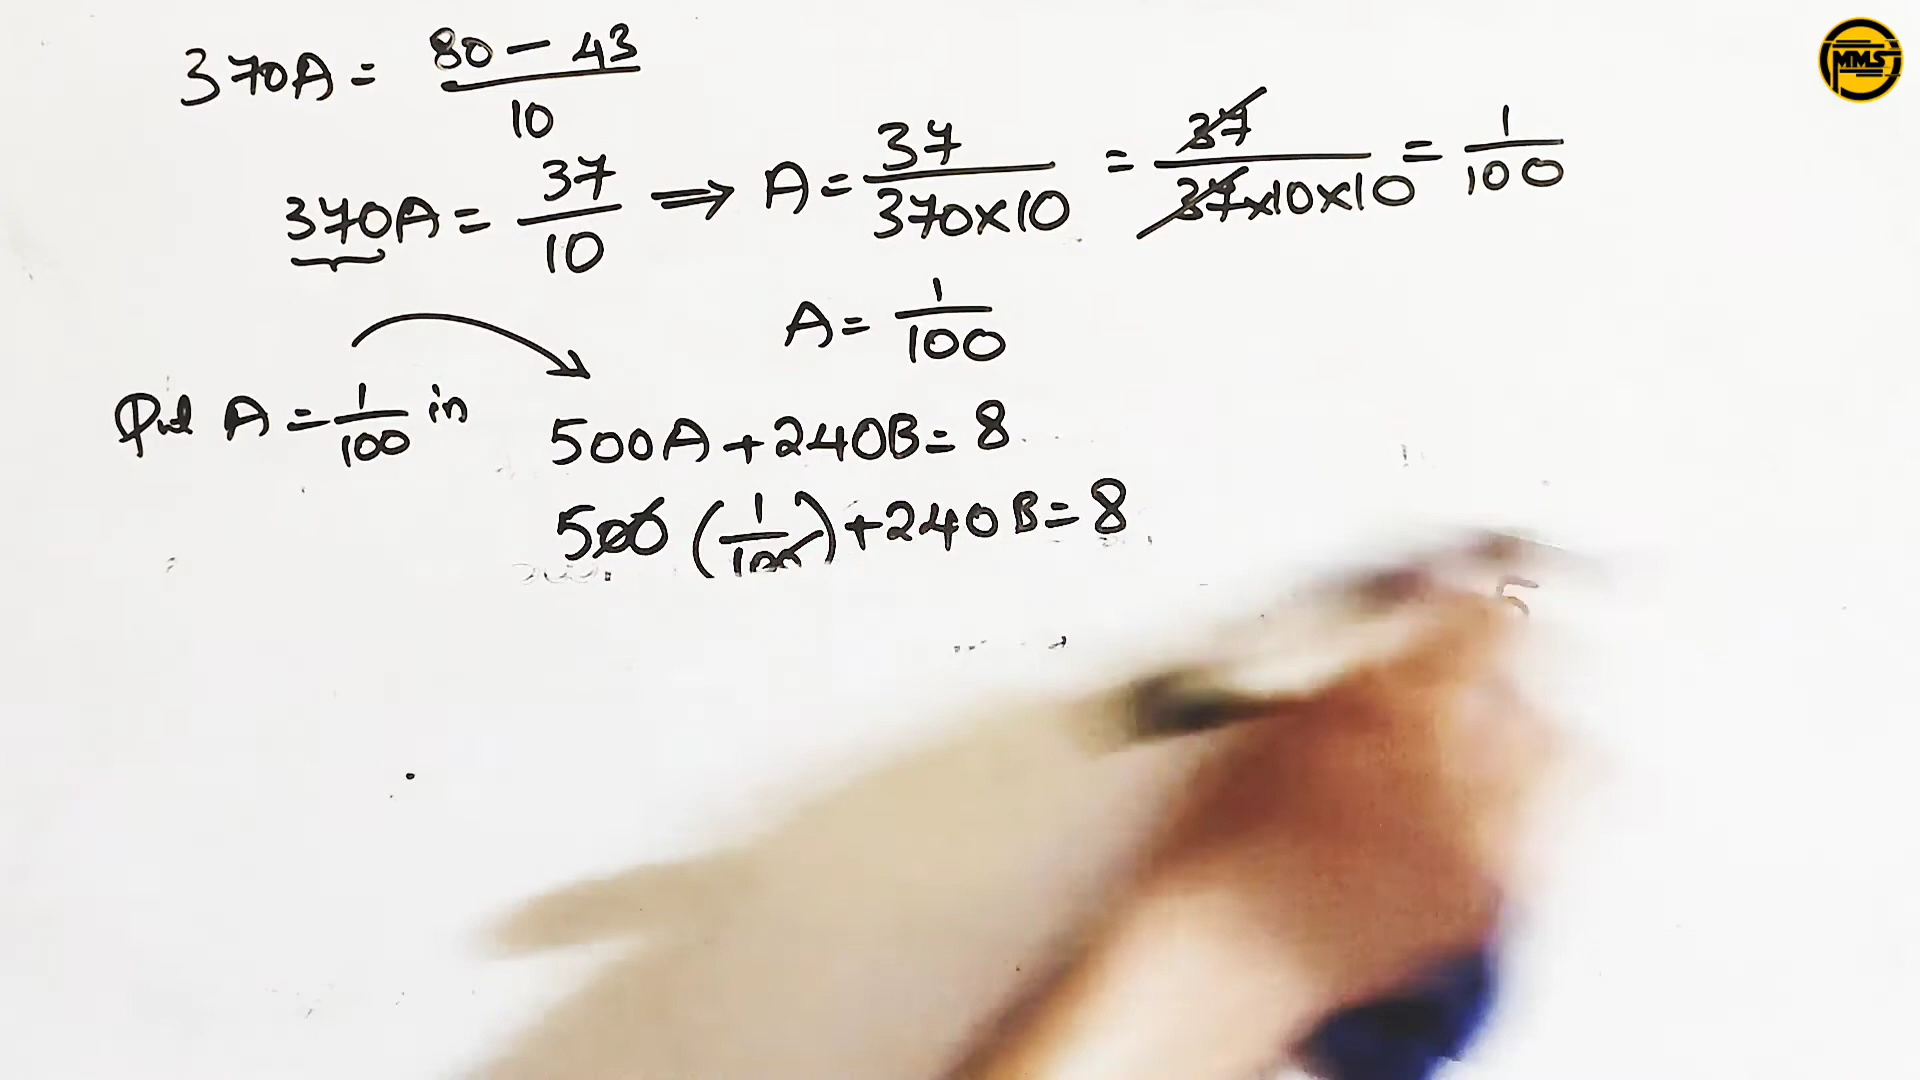 370A = 80 - 43 / 10
370A = 37/10 ⇒ A = 37 / 370×10 = 37 / 37×10×10 = 1/100
A = 1/100
Put A = 1/100 in
500A + 240B = 8
500 (1/100) + 240B = 8
5
MMS